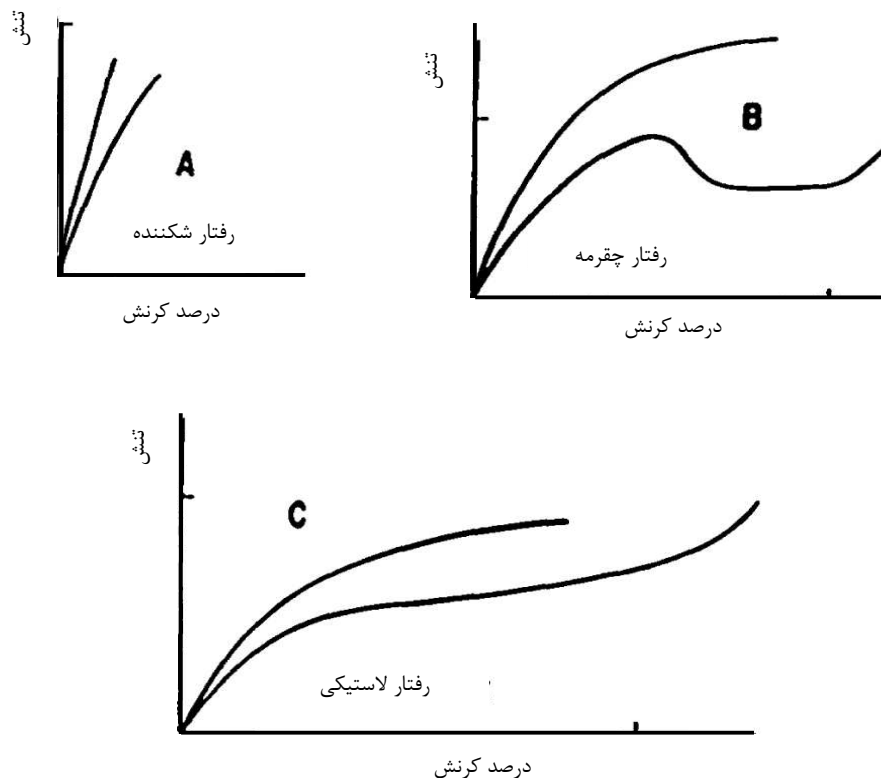 تنش
A
رفتار شکننده
درصد کرنش
تنش
B
رفتار چقرمه
درصد کرنش
تنش
C
رفتار لاستیکی
درصد کرنش